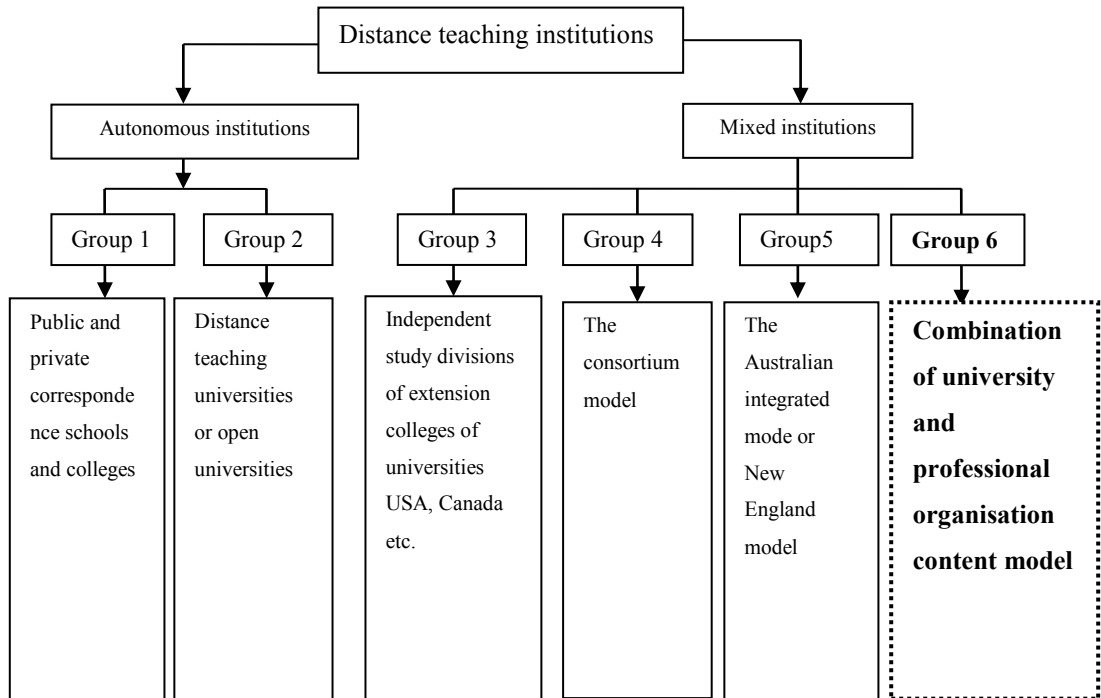 Distance teaching institutions
Autonomous institutions
Mixed institutions
Group 1
Group 2
Group 3
Group 4
Group5
Group 6
Public and
private
corresponde
nce schools
and colleges
Distance
teaching
universities
or open
universities
Independent
study divisions
of extension
colleges of
universities
USA, Canada
etc.
The
consortium
model
The
Australian
integrated
mode or
New
England
model
Combination
of university
and
professional
organisation
content model